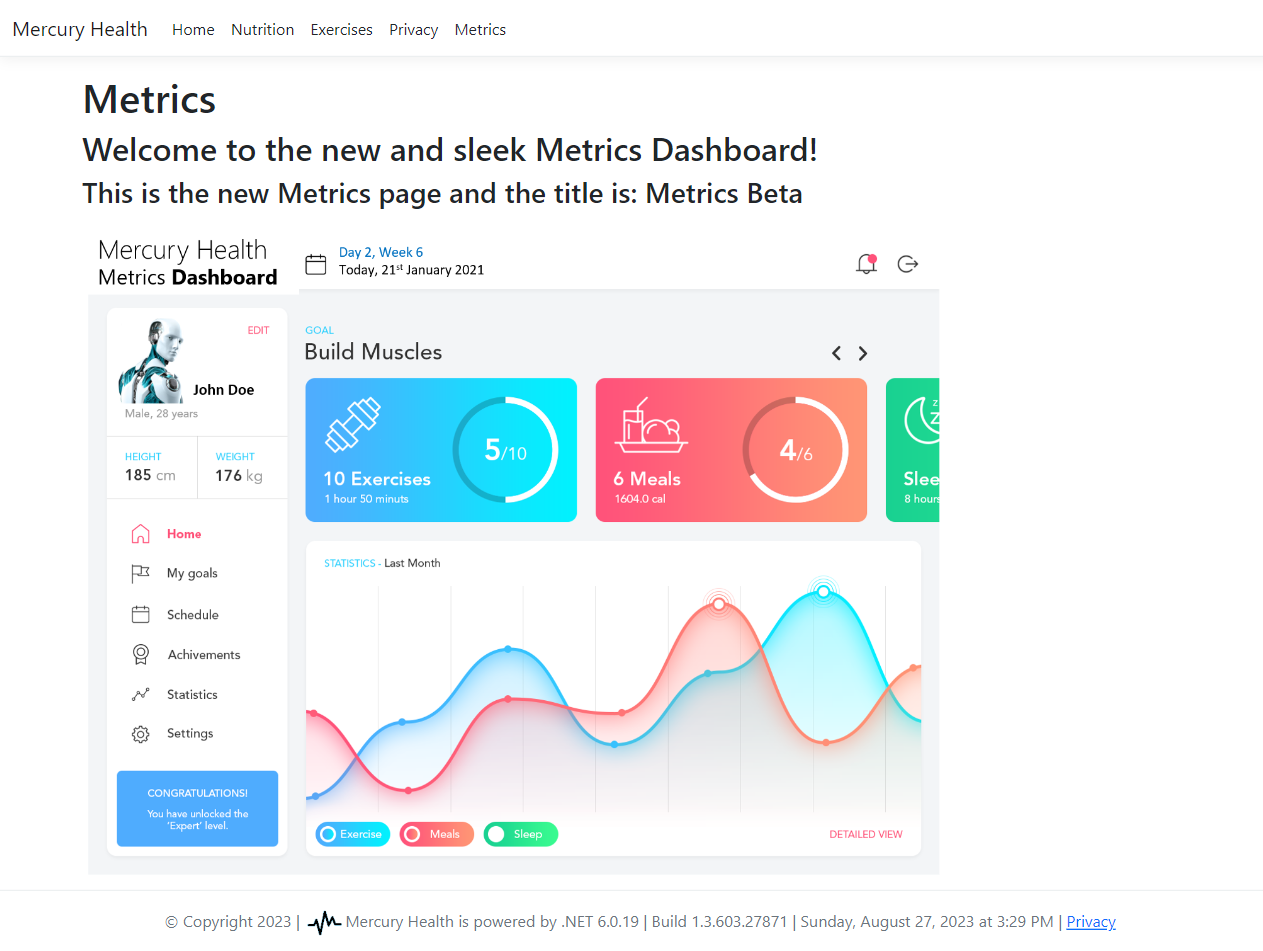 Mercury Health Home Nutrition Exercises Privacy Metrics
Metrics
Welcome to the new and sleek Metrics Dashboard!
This is the new Metrics page and the title is: Metrics Beta
Mercury Health
Metrics Dashboard
Day 2, Week 6
Today, 21st January 2021
EDIT
John Doe
Male, 28 years
HEIGHT WEIGHT
185 cm 176 kg
Home
My goals
Schedule
Achivements
Statistics
Settings
CONGRATULATIONS!
You have unlocked the
'Expert' level.
GOAL
Build Muscles
5/10
10 Exercises
1 hour 50 minuts
4/6
6 Meals
1604.0 cal
z
Z
Slee
8 hours
STATISTICS - Last Month
Exercise Meals Sleep DETAILED VIEW
© Copyright 2023 | Mercury Health is powered by .NET 6.0.19 | Build 1.3.603.27871 | Sunday, August 27, 2023 at 3:29 PM | Privacy